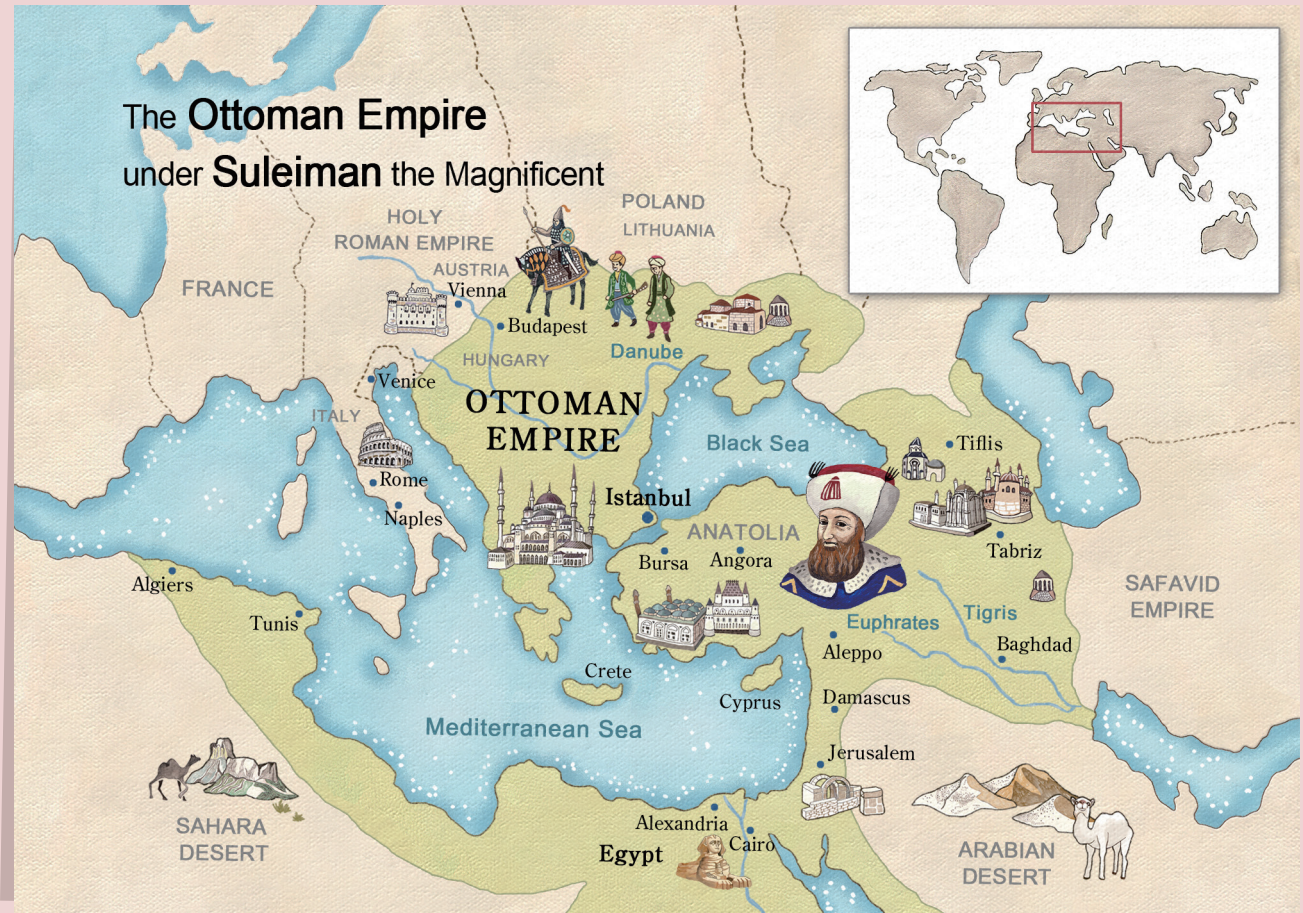 The Ottoman Empire
under Suleiman the Magnificent
HOLY
ROMAN EMPIRE
POLAND
LITHUANIA
AUSTRIA
Vienna
FRANCE
Budapest
HUNGARY
Danube
Venice
ITALY
OTTOMAN
EMPIRE
Black Sea
Tiflis
Rome
Naples
Istanbul
ANATOLIA
Bursa
Angora
Tabriz
Algiers
Tunis
SAFAVID
EMPIRE
Euphrates
Tigris
Baghdad
Aleppo
Crete
Cyprus
Damascus
Mediterranean Sea
Jerusalem
SAHARA
DESERT
Alexandria
Cairo
Egypt
ARABIAN
DESERT